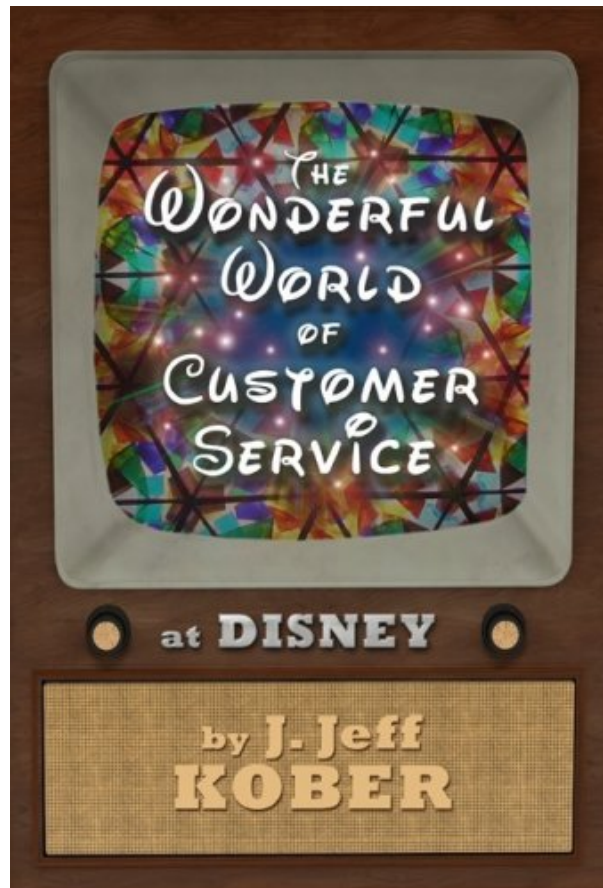 The
Wonderful
World
of
Customer
Service
at DISNEY
by J. Jeff
KOBER